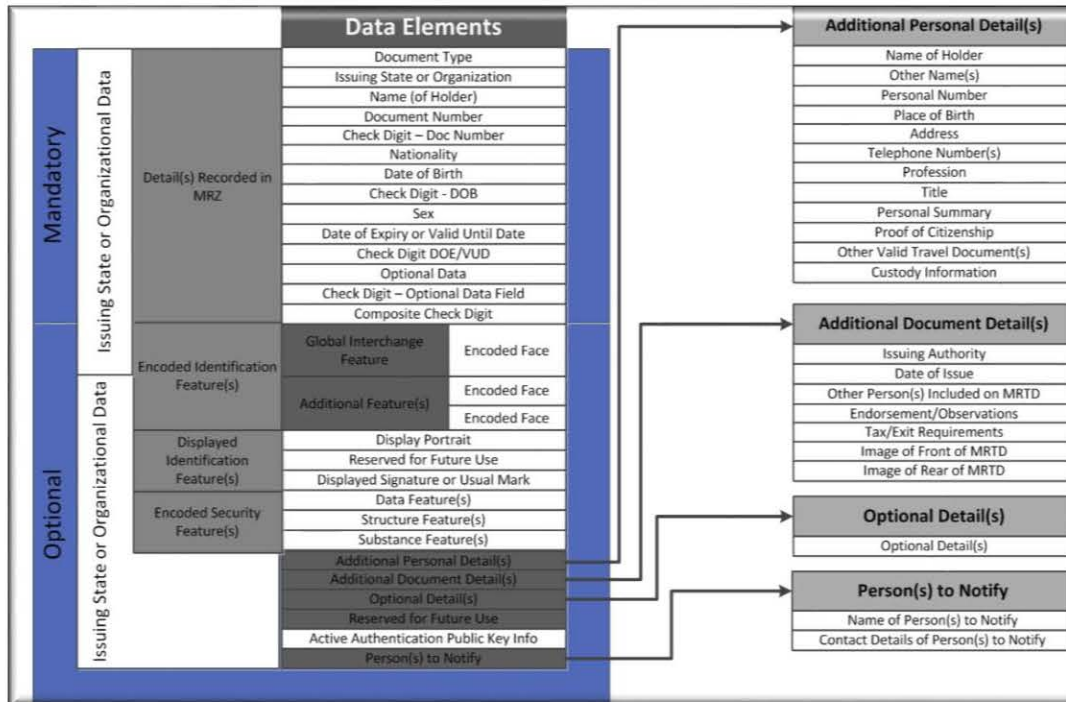 Data Elements
Mandatory
Issuing State or Organizational Data
Detail(s) Recorded in
MRZ
Document Type
Issuing State or Organization
Name (of Holder)
Document Number
Check Digit – Doc Number
Nationality
Date of Birth
Check Digit - DOB
Sex
Date of Expiry or Valid Until Date
Check Digit DOE/VUD
Optional Data
Check Digit – Optional Data Field
Composite Check Digit
Optional
Issuing State or Organizational Data
Encoded Identification
Feature(s)
Global Interchange
Feature
Encoded Face
Additional Feature(s)
Encoded Face
Encoded Face
Displayed
Identification
Feature(s)
Display Portrait
Reserved for Future Use
Displayed Signature or Usual Mark
Encoded Security
Feature(s)
Data Feature(s)
Structure Feature(s)
Substance Feature(s)
Additional Personal Detail(s)
Additional Document Detail(s)
Optional Detail(s)
Reserved for Future Use
Active Authentication Public Key Info
Person(s) to Notify
Additional Personal Detail(s)
Name of Holder
Other Name(s)
Personal Number
Place of Birth
Address
Telephone Number(s)
Profession
Title
Personal Summary
Proof of Citizenship
Other Valid Travel Document(s)
Custody Information
Additional Document Detail(s)
Issuing Authority
Date of Issue
Other Person(s) Included on MRTD
Endorsement/Observations
Tax/Exit Requirements
Image of Front of MRTD
Image of Rear of MRTD
Optional Detail(s)
Optional Detail(s)
Person(s) to Notify
Name of Person(s) to Notify
Contact Details of Person(s) to Notify